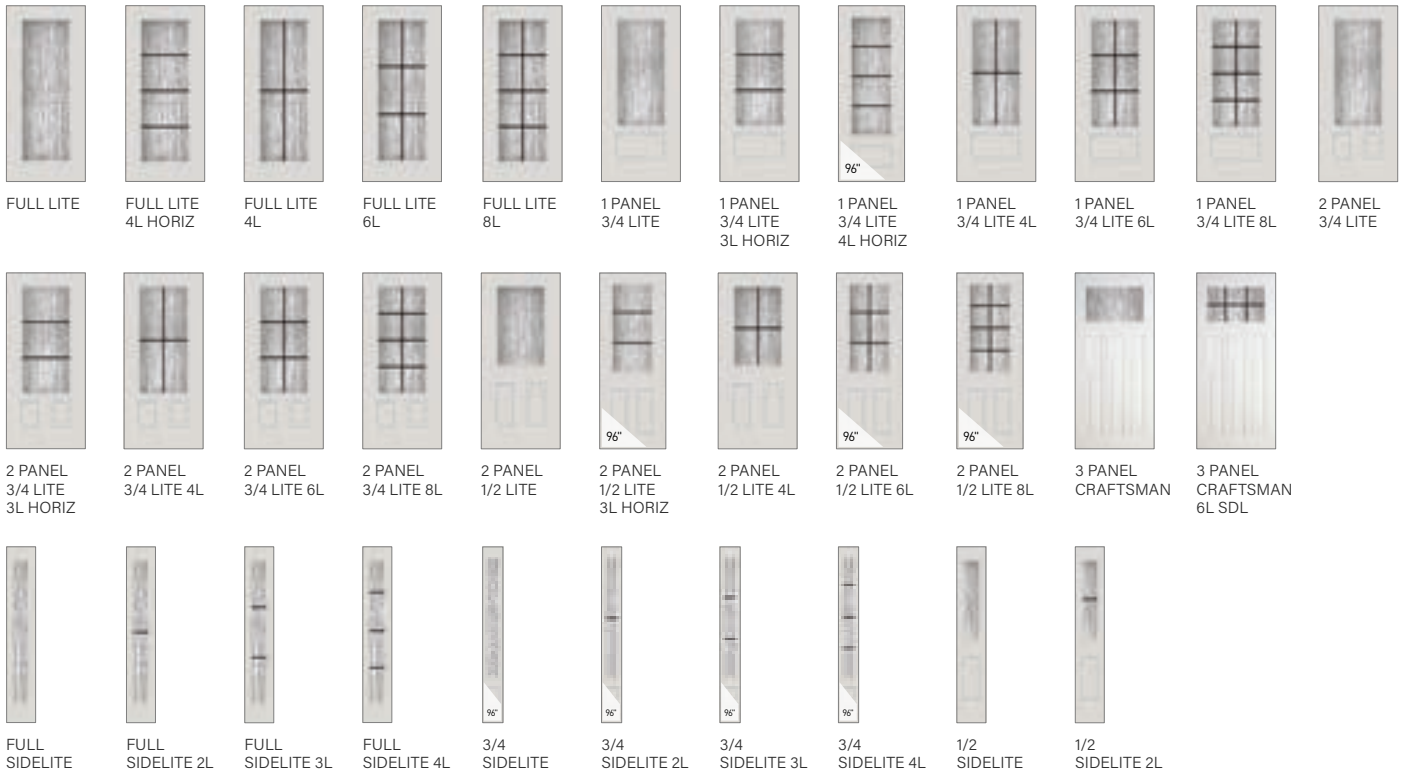 96"
FULL LITE
FULL LITE
4L HORIZ
FULL LITE
4L
FULL LITE
6L
FULL LITE
8L
1 PANEL
3/4 LITE
1 PANEL
3/4 LITE
3L HORIZ
1 PANEL
3/4 LITE
4L HORIZ
1 PANEL
3/4 LITE 4L
1 PANEL
3/4 LITE 6L
1 PANEL
3/4 LITE 8L
2 PANEL
3/4 LITE
96"
96"
96"
2 PANEL
3/4 LITE
3L HORIZ
2 PANEL
3/4 LITE 4L
2 PANEL
3/4 LITE 6L
2 PANEL
3/4 LITE 8L
2 PANEL
1/2 LITE
2 PANEL
1/2 LITE
3L HORIZ
2 PANEL
1/2 LITE 4L
2 PANEL
1/2 LITE 6L
2 PANEL
1/2 LITE 8L
3 PANEL
CRAFTSMAN
3 PANEL
CRAFTSMAN
6L SDL
96"
96"
96"
96"
FULL
SIDELITE
FULL
SIDELITE 2L
FULL
SIDELITE 3L
FULL
SIDELITE 4L
3/4
SIDELITE
3/4
SIDELITE 2L
3/4
SIDELITE 3L
3/4
SIDELITE 4L
1/2
SIDELITE
1/2
SIDELITE 2L